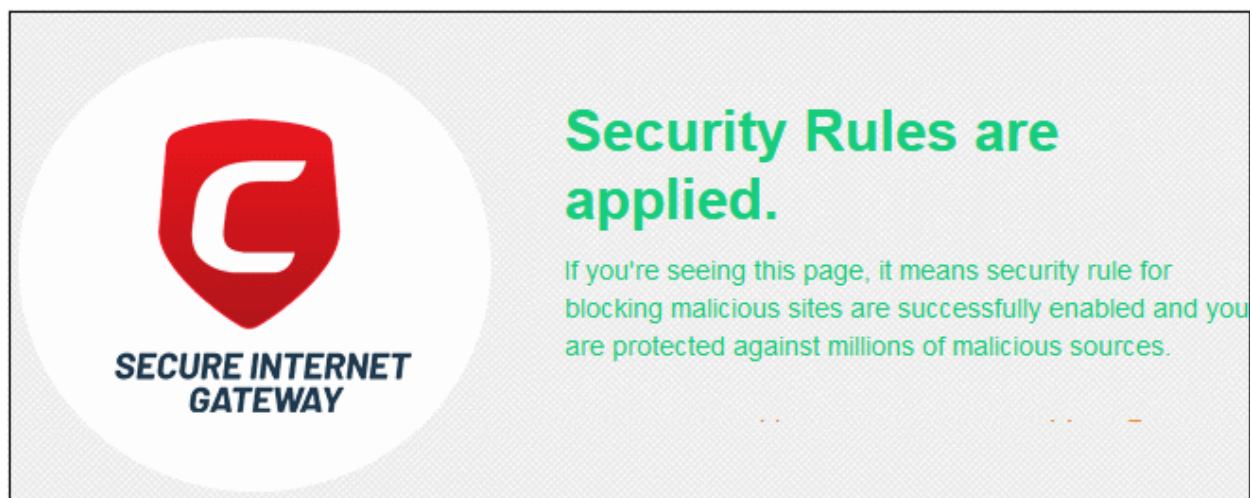 Security Rules are
applied.
If you're seeing this page, it means security rule for
blocking malicious sites are successfully enabled and you
are protected against millions of malicious sources.
SECURE INTERNET
GATEWAY